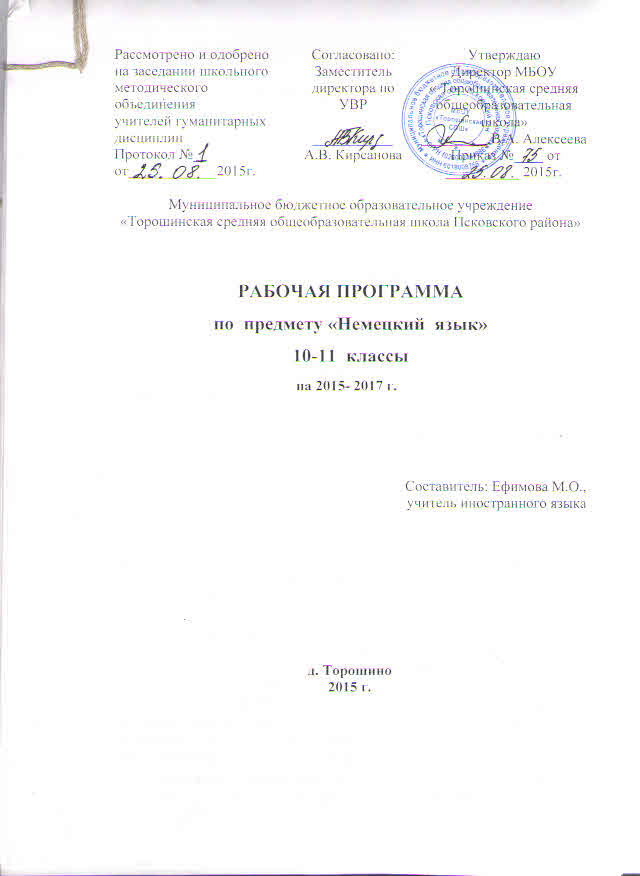 Рассмотрено и одобрено
на заседании школьного
методического
объединения
учителей гуманитарных
дисциплин
Протокол № 1
от 25.08. 2015г.
Согласовано:
Заместитель
директора по
УВР
А.В. Кирсанова
Утверждаю
Директор МБОУ
«Торошинская средняя
общеобразовательная
школа»
В.А. Алексеева
Приказ № 75 от
25.08. 2015г.
Муниципальное бюджетное образовательное учреждение
«Торошинская средняя общеобразовательная школа Псковского района»
РАБОЧАЯ ПРОГРАММА
по предмету «Немецкий язык»
10-11 классы
на 2015- 2017 г.
Составитель: Ефимова М.О.,
учитель иностранного языка
д. Торошино
2015 г.